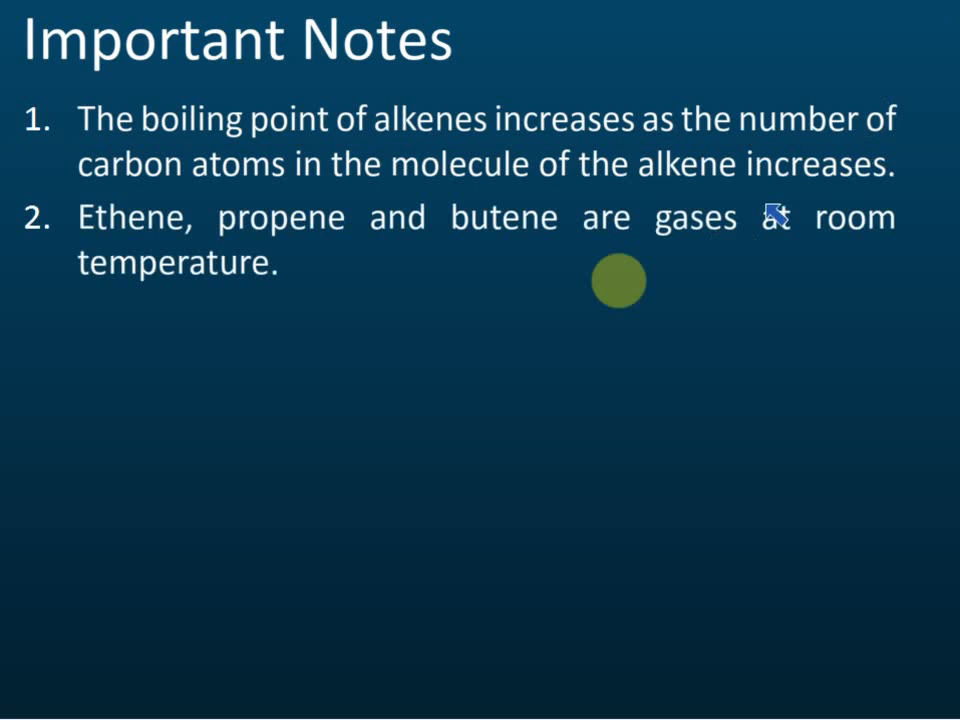 Important Notes
1. The boiling point of alkenes increases as the number of
carbon atoms in the molecule of the alkene increases.
2. Ethene, propene and butene are gases at room
temperature.